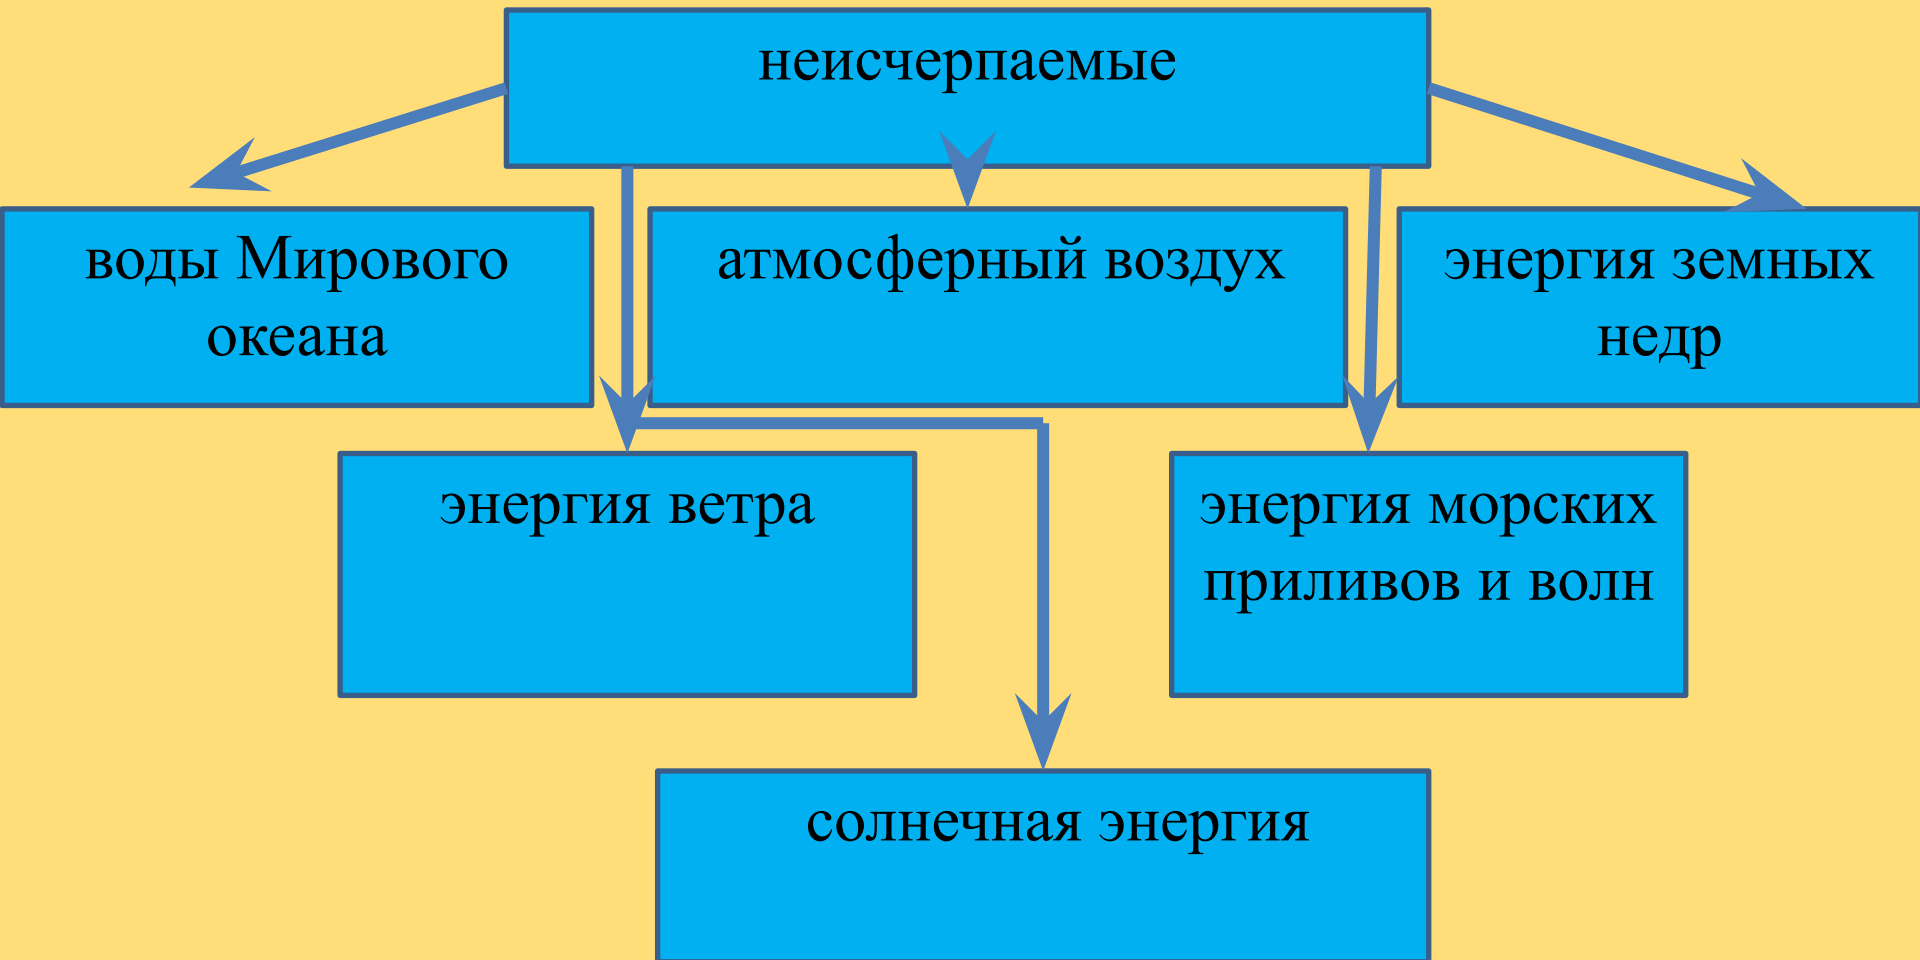 неисчерпаемые
воды Мирового
океана
атмосферный воздух
энергия земных
недр
энергия ветра
энергия морских
приливов и волн
солнечная энергия